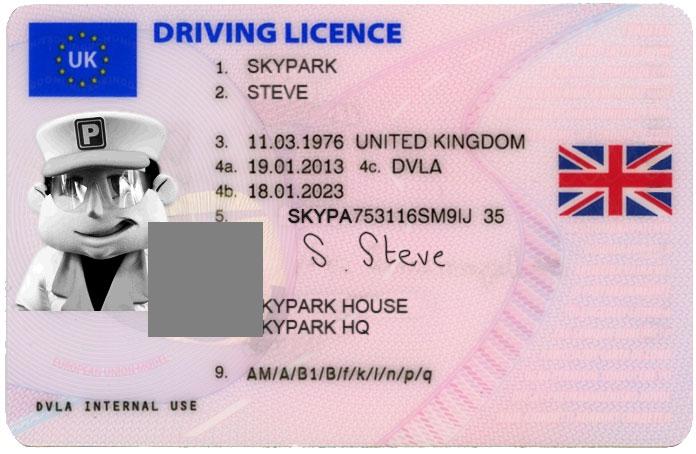 UK DRIVING LICENCE
1. SKYPARK
2. STEVE
P
3. 11.03.1976 UNITED KINGDOM
4a. 19.01.2013 4c. DVLA
4b. 18.01.2023
5. SKYPA753116SM9IJ 35
S. Steve
KYPARK HOUSE
KYPARK HQ
EUROPEAN UNION MODEL
9. AM/A/B1/B/f/k/l/n/p/q
DVLA INTERNAL USE